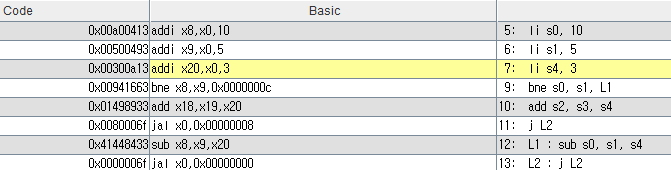 Code Basic
0x00a00413 addi x8,x0,10 5: li s0, 10
0x00500493 addi x9,x0,5 6: li s1, 5
0x00300a13 addi x20,x0,3 7: li s4, 3
0x00941663 bne x8,x9,0x0000000c 9: bne s0, s1, L1
0x01498933 add x18,x19,x20 10: add s2, s3, s4
0x0080006f jal x0,0x00000008 11: j L2
0x41448433 sub x8,x9,x20 12: L1 : sub s0, s1, s4
0x0000006f jal x0,0x00000000 13: L2 : j L2